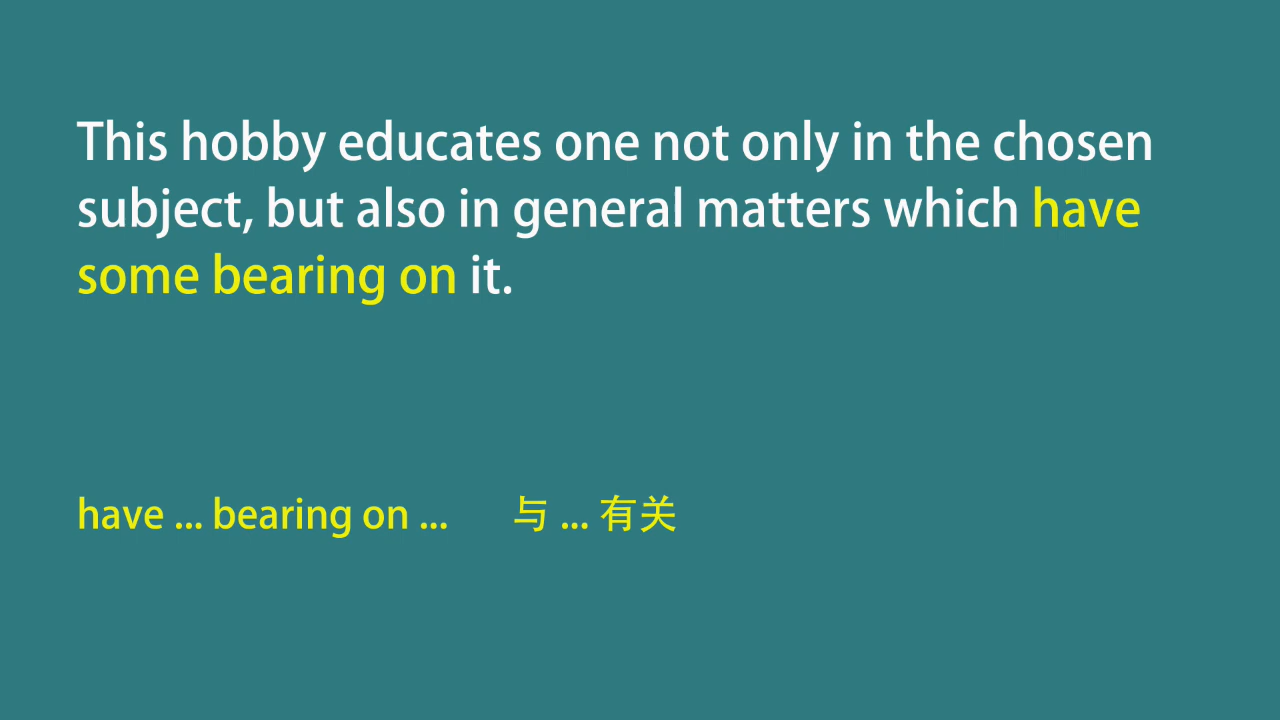 This hobby educates one not only in the chosen
subject, but also in general matters which have
some bearing on it.
have ... bearing on ... 与 ... 有关